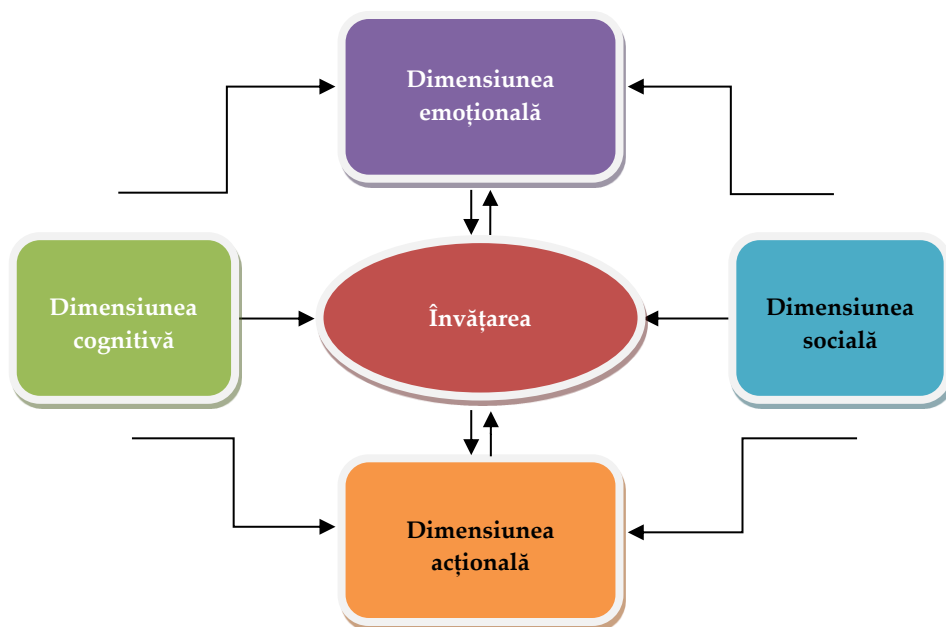 Dimensiunea
emoțională
Dimensiunea
cognitivă
Învățarea
Dimensiunea
socială
Dimensiunea
acțională